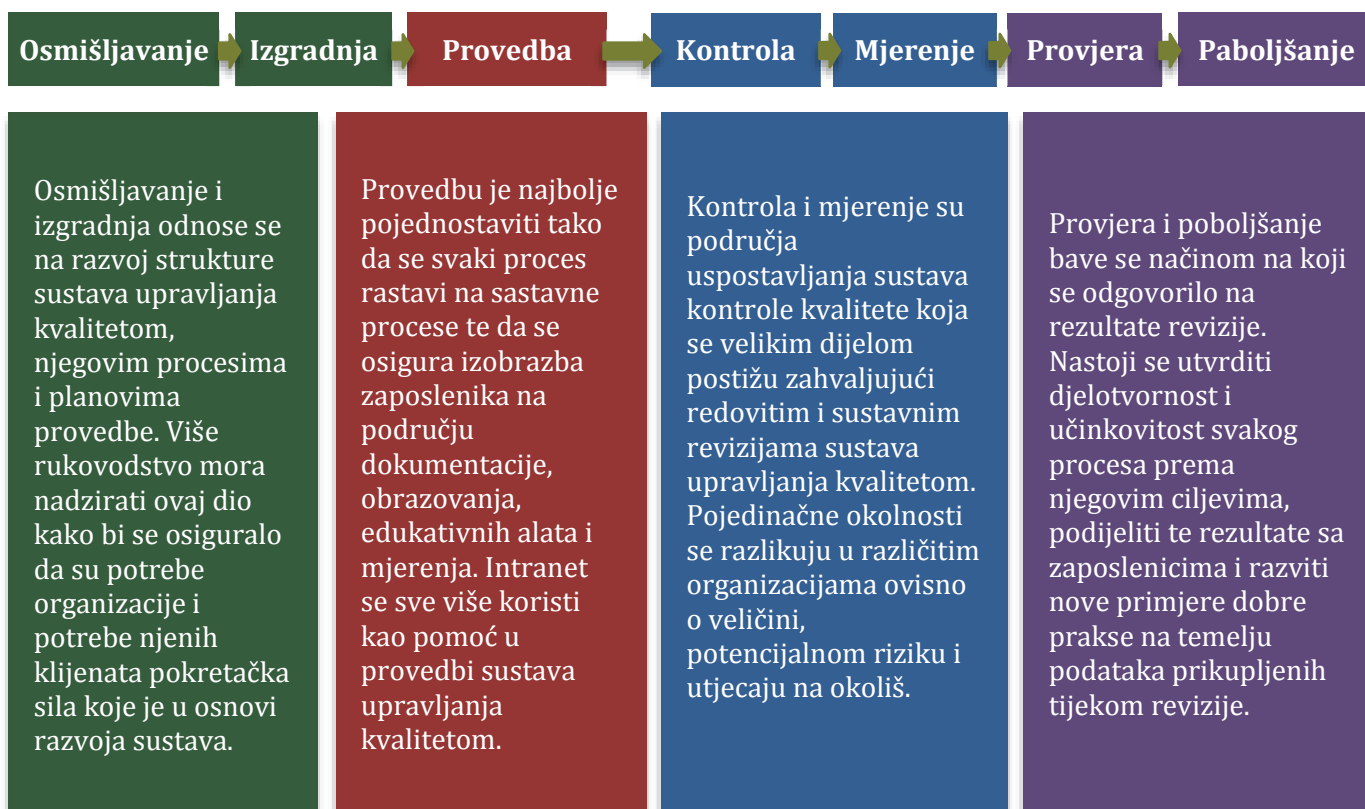 Osmišljavanje
Izgradnja
Provedba
Kontrola
Mjerenje
Provjera
Paboljšanje
Osmišljavanje i
izgradnja odnose se
na razvoj strukture
sustava upravljanja
kvalitetom,
njegovim procesima
i planovima
provedbe. Više
rukovodstvo mora
nadzirati ovaj dio
kako bi se osiguralo
da su potrebe
organizacije i
potrebe njenih
klijenata pokretačka
sila koje je u osnovi
razvoja sustava.
Provedbu je najbolje
pojednostaviti tako
da se svaki proces
rastavi na sastavne
procese te da se
osigura izobrazba
zaposlenika na
području
dokumentacije,
obrazovanja,
edukativnih alata i
mjerenja. Intranet
se sve više koristi
kao pomoć u
provedbi sustava
upravljanja
kvalitetom.
Kontrola i mjerenje su
područja
uspostavljanja sustava
kontrole kvalitete koja
se velikim dijelom
postižu zahvaljujući
redovitim i sustavnim
revizijama sustava
upravljanja kvalitetom.
Pojedinačne okolnosti
se razlikuju u različitim
organizacijama ovisno
o veličini,
potencijalnom riziku i
utjecaju na okoliš.
Provjera i poboljšanje
bave se načinom na koji
se odgovorilo na
rezultate revizije.
Nastoji se utvrditi
djelotvornost i
učinkovitost svakog
procesa prema
njegovim ciljevima,
podijeliti te rezultate sa
zaposlenicima i razviti
nove primjere dobre
prakse na temelju
podataka prikupljenih
tijekom revizije.